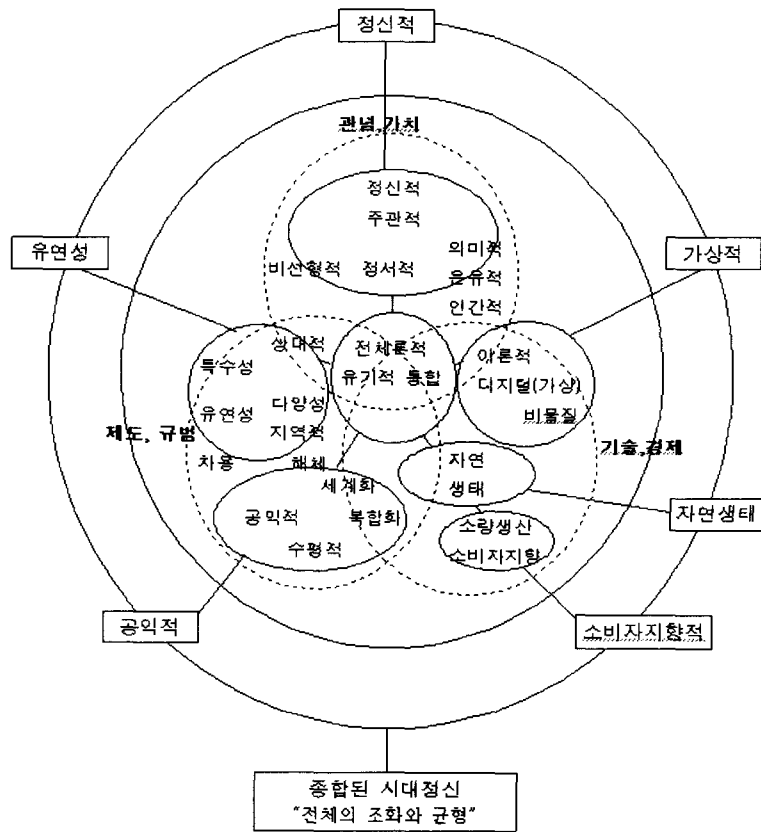 정신적
관념,가치
정신적
주관적
유연성
가상적
의미적
비선형적 정서적
은유적
인간적
상대적
전체론적
특수성
야론적
유기적 통합
디지털(가상)
유연성
다양성
비물질
제도, 규범
지역적
기술,경제
차용
해체
자연
세계화
생태
공익적
복합화
자연생태
소량생산
수평적
소비자지향
공익적
소비자지향적
종합된 시대정신
“전체의 조화와 균형”